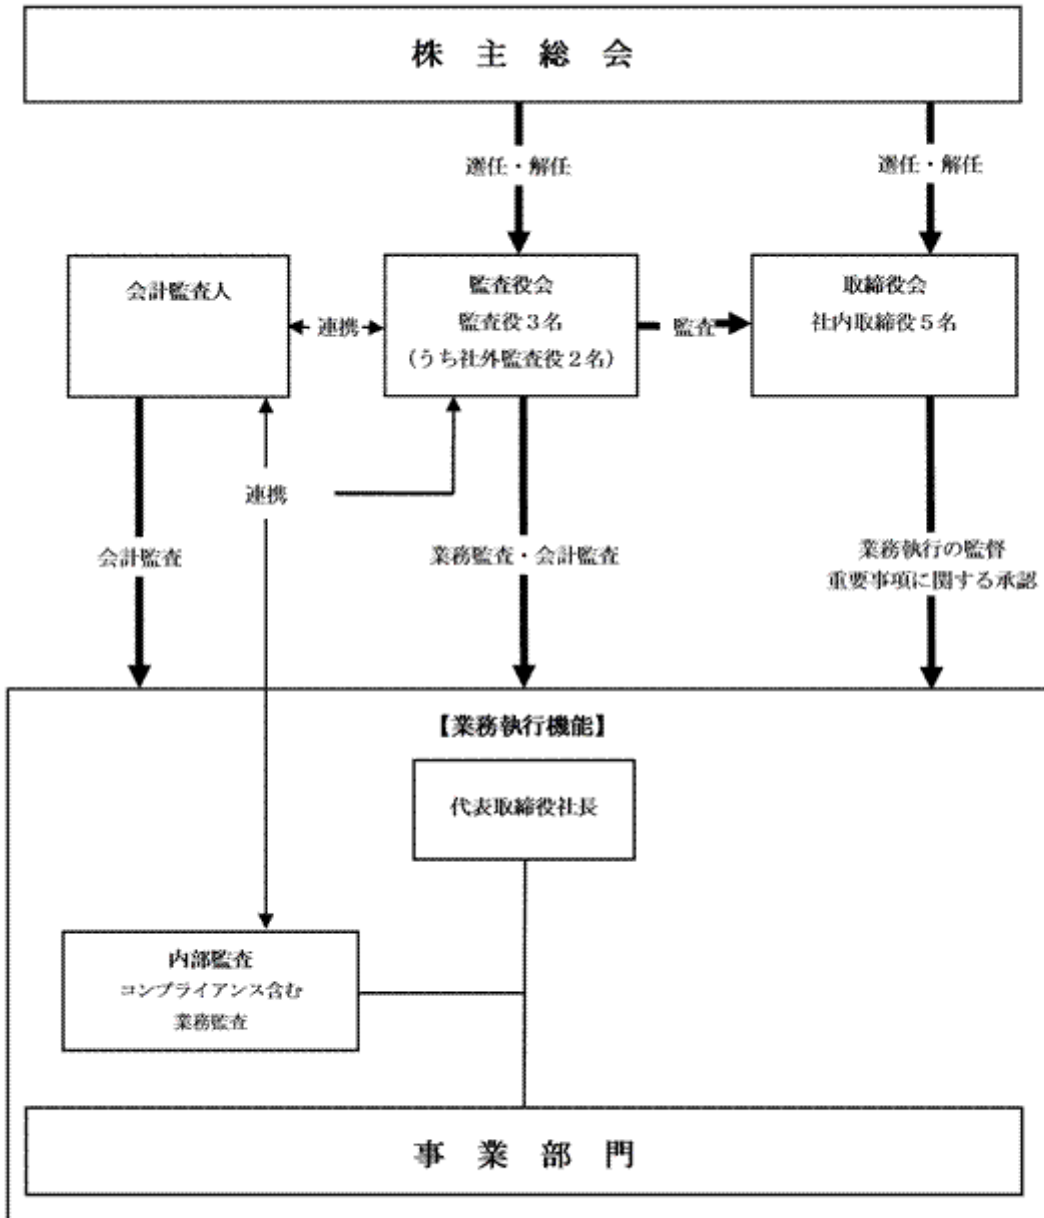 株主総会
選任・解任
選任・解任
会計監査人
監査役会
監査役３名
（うち社外監査役２名）
取締役会
社内取締役５名
連携
監査
連携
会計監査
業務監査・会計監査
業務執行の監督
重要事項に関する承認
【業務執行機能】
代表取締役社長
内部監査
コンプライアンス含む
業務監査
事業部門